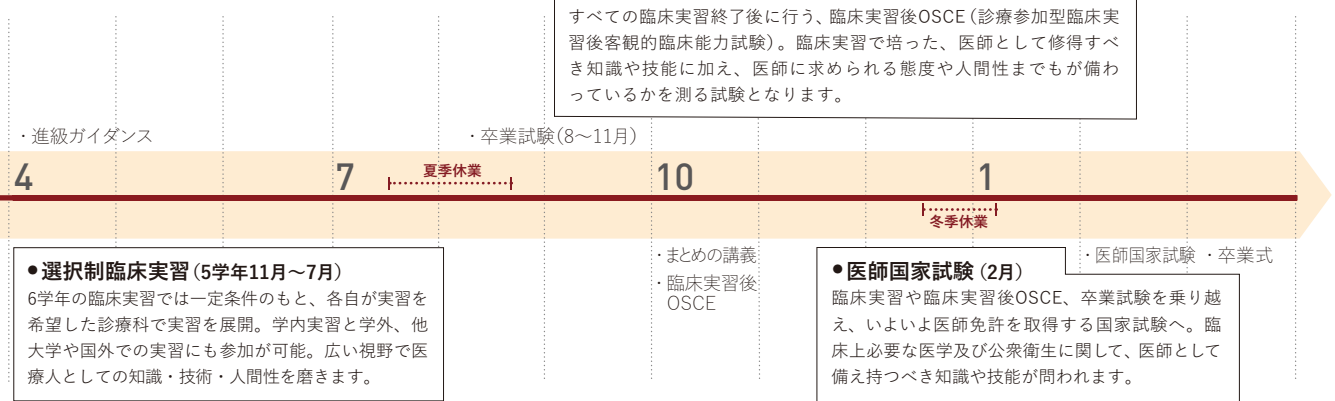 すべての臨床実習終了後に行う、臨床実習後OSCE（診療参加型臨床実
習後客観的臨床能力試験）。臨床実習で培った、医師として修得すべ
き知識や技能に加え、医師に求められる態度や人間性までもが備わ
っているかを測る試験となります。
・進級ガイダンス
・卒業試験(8〜11月)
4
7
夏季休業
10
1
冬季休業
●選択制臨床実習(5学年11月〜7月)
6学年の臨床実習では一定条件のもと、各自が実習を
希望した診療科で実習を展開。学内実習と学外、他
大学や国外での実習にも参加が可能。広い視野で医
療人としての知識・技術・人間性を磨きます。
・まとめの講義
・臨床実習後
OSCE
●医師国家試験（2月）
臨床実習や臨床実習後OSCE、卒業試験を乗り越
え、いよいよ医師免許を取得する国家試験へ。臨
床上必要な医学及び公衆衛生に関して、医師として
備え持つべき知識や技能が問われます。
・医師国家試験 ・卒業式